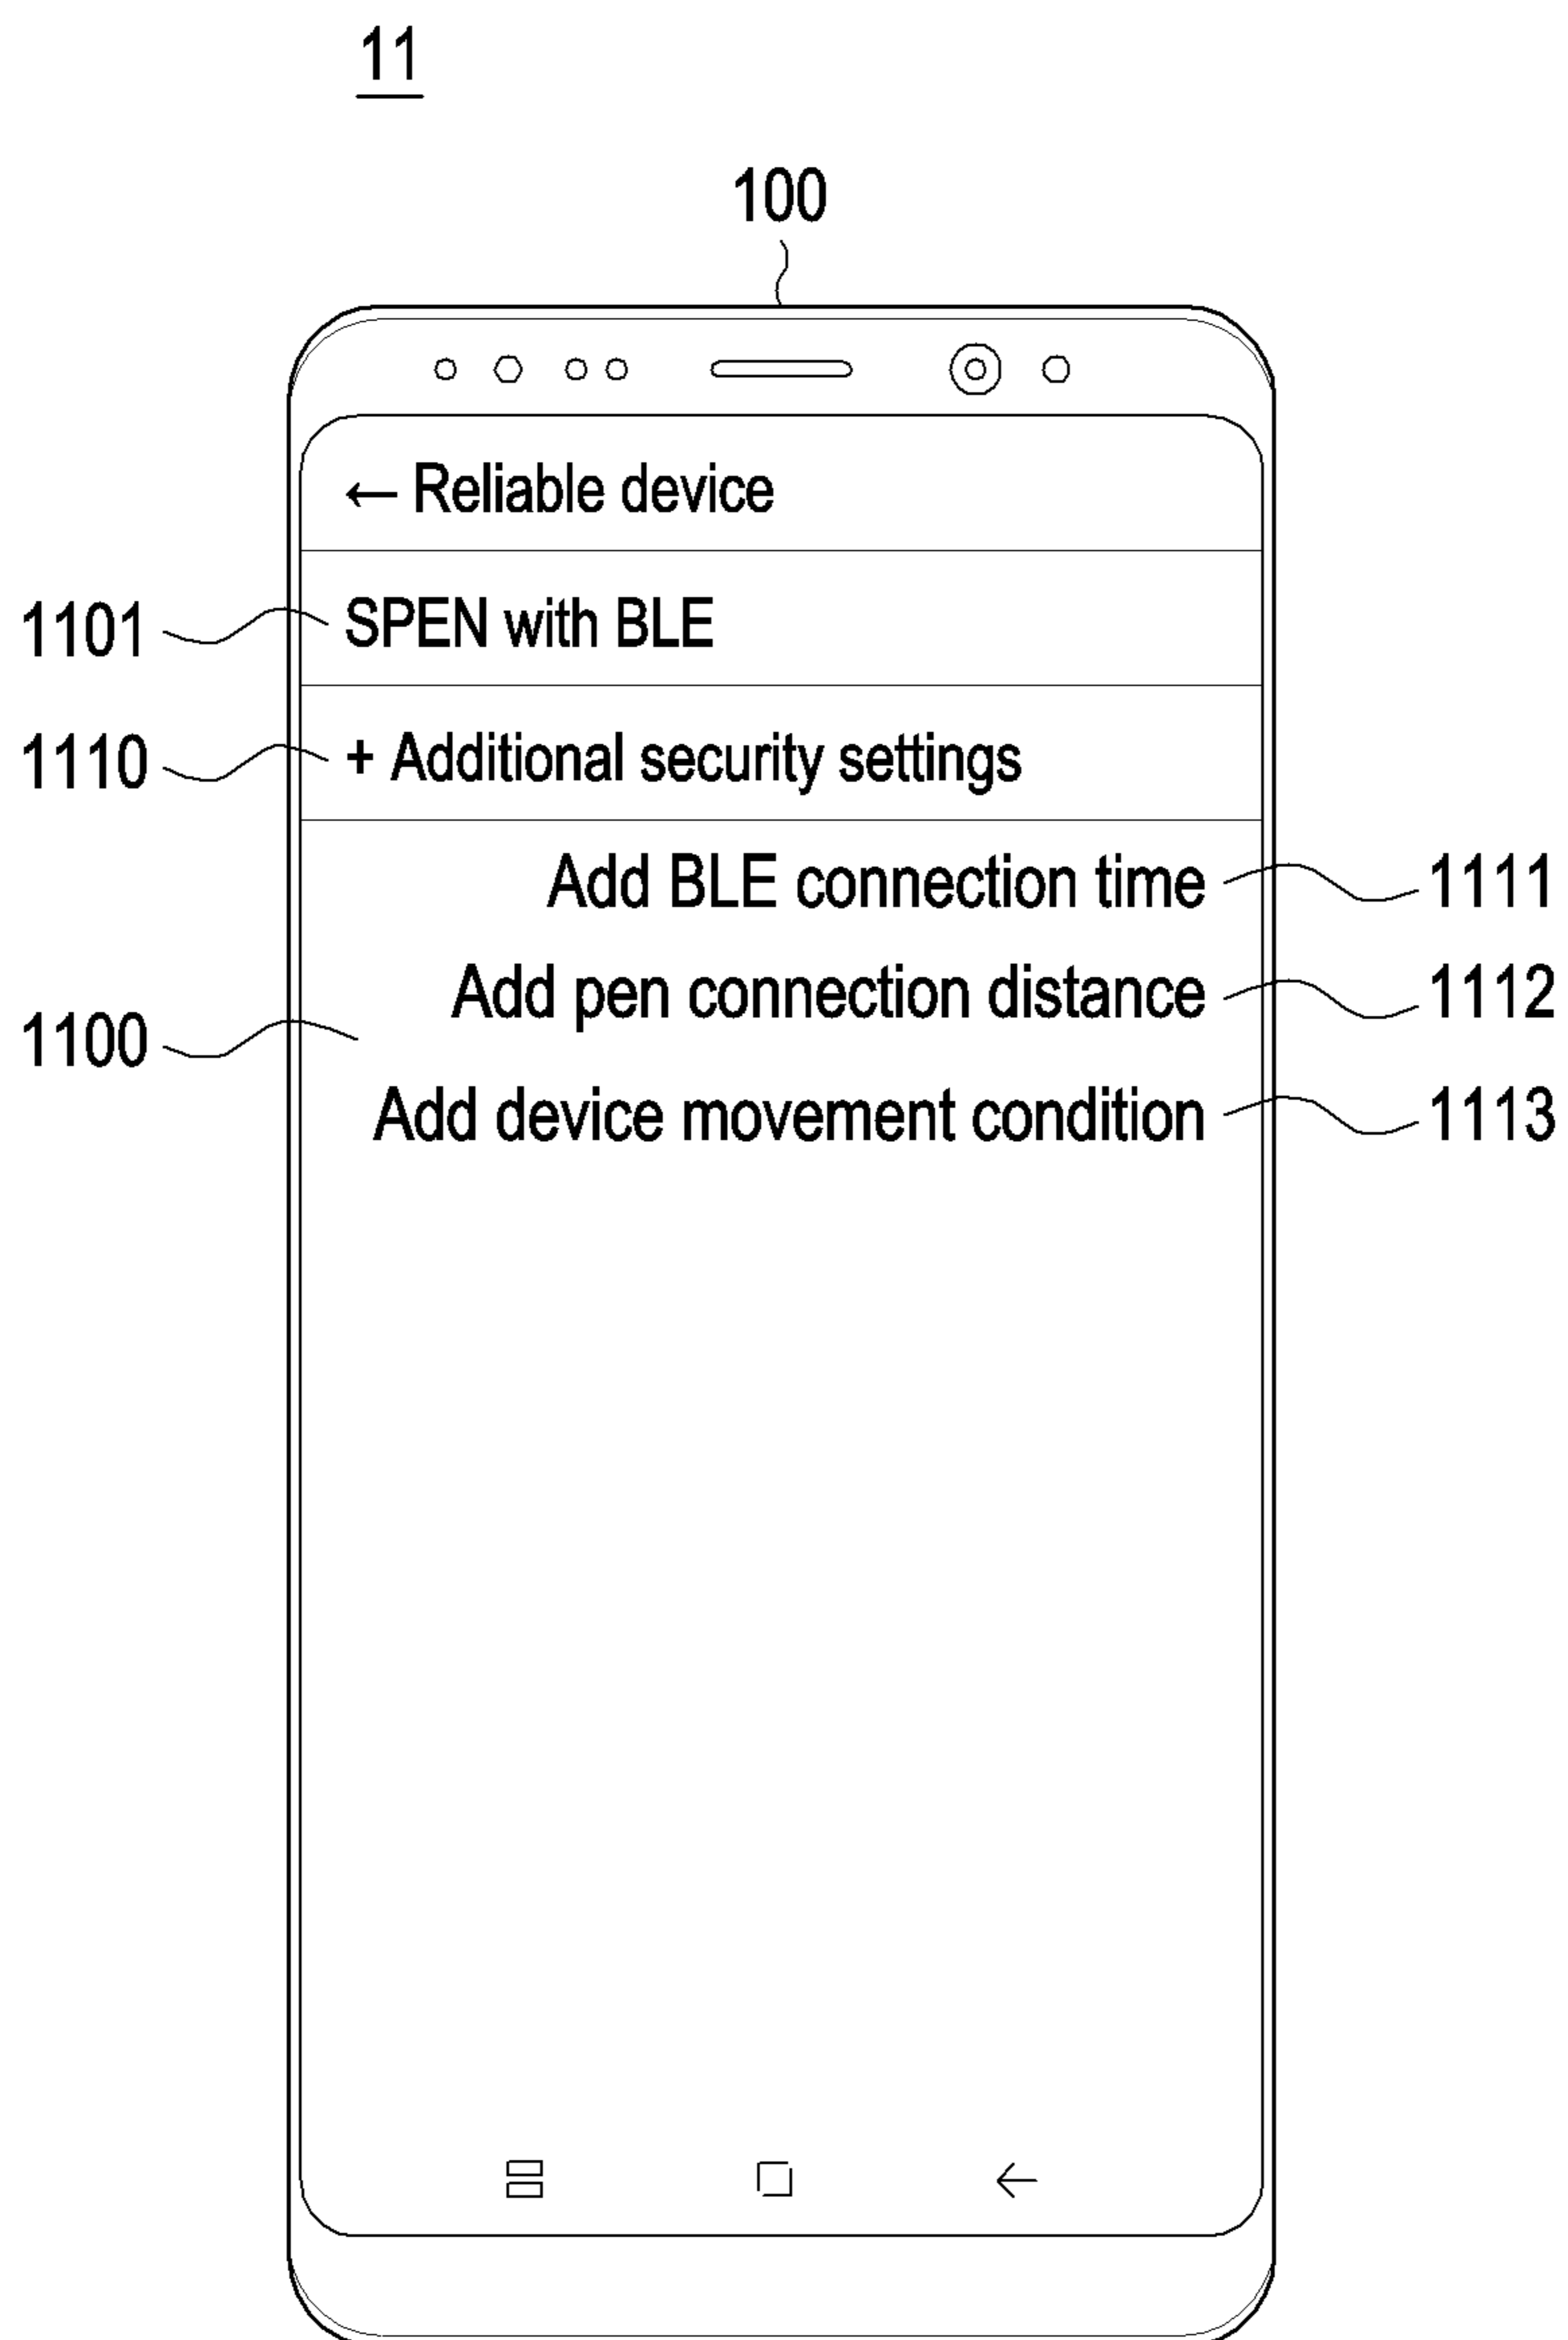 11
100
← Reliable device
1101 SPEN with BLE
1110 + Additional security settings
Add BLE connection time 1111
Add pen connection distance 1112
1100
Add device movement condition 1113